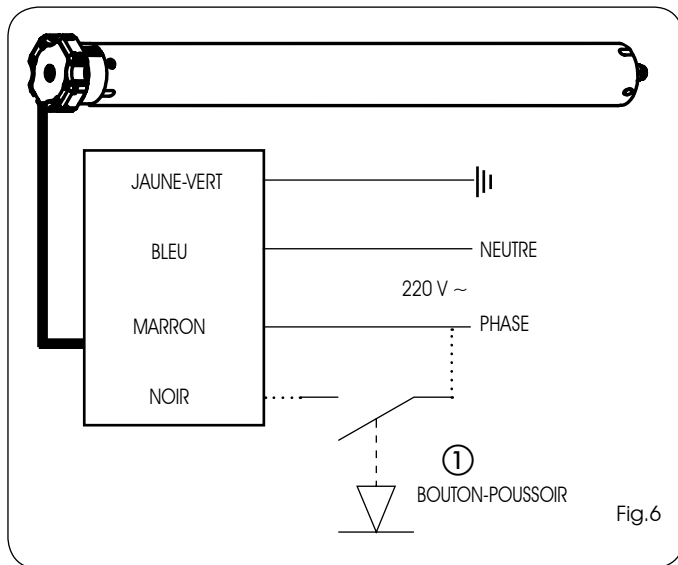 JAUNE-VERT
BLEU
NEUTRE
220 V ~
MARRON
PHASE
NOIR
①
BOUTON-POUSSOIR
Fig.6